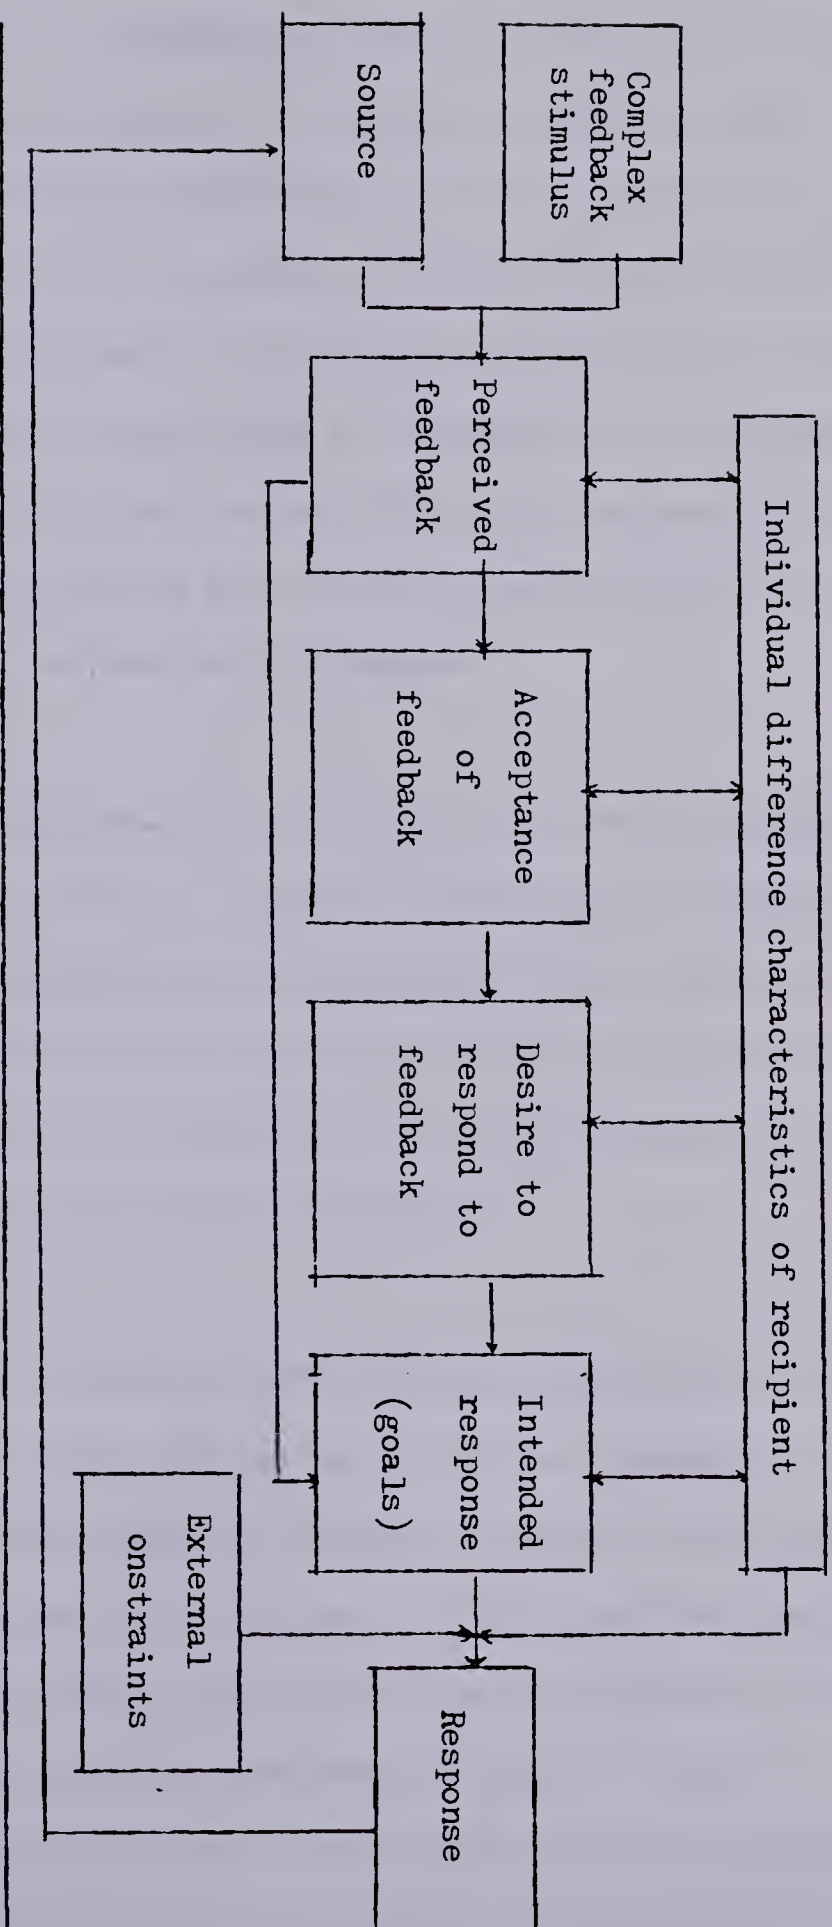 Individual difference characteristics of recipient
Complex
feedback
stimulus
Source
Perceived
feedback
Acceptance
of
feedback
Desire to
respond to
feedback
Intended
response
(goals)
External
onstraints
Response